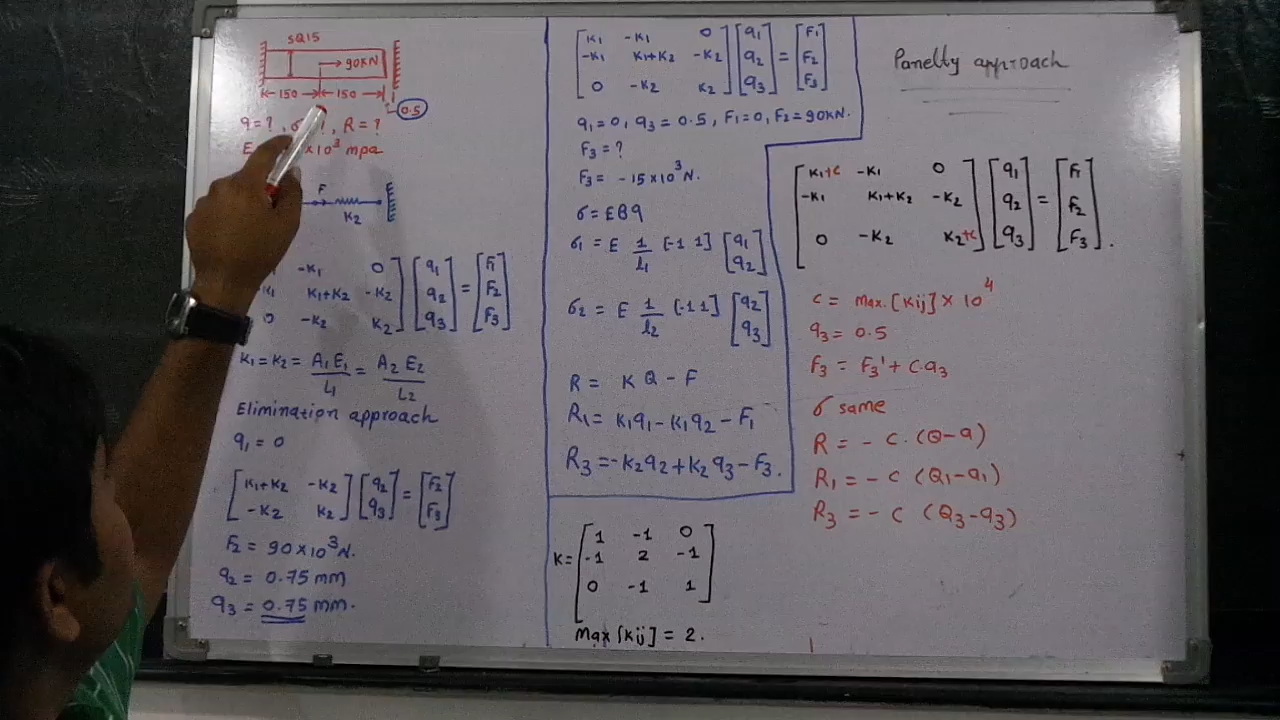 SQ15
90KN
150 150
0.5
q = ? , σ ? , R = ?
E x10³ mpa
F
K2
-K1 0
K1 K1+K2 -K2
0 -K2 K2
q1
q2
q3
=
F1
F2
F3
K1 = K2 = A1 E1 / L1 = A2 E2 / L2
Elimination approach
q1 = 0
K1+K2 -K2
-K2 K2
q2
q3
=
F2
F3
F2 = 90x10³N.
q2 = 0.75 mm
q3 = 0.75 mm.
K1 -K1 0
-K1 K1+K2 -K2
0 -K2 K2
q1
q2
q3
=
F1
F2
F3
q1 = 0, q3 = 0.5, F1 = 0, F2 = 90KN.
F3 = ?
F3 = -15x10³N.
σ = EBq
σ1 = E 1/l1 [-1 1] [q1 q2]
σ2 = E 1/l2 [-1 1] [q2 q3]
R = K Q - F
R1 = K1q1 - K1q2 - F1
R3 = -K2q2 + K2q3 - F3.
K =
1 -1 0
-1 2 -1
0 -1 1
Max [Kij] = 2.
Panelty approach
K1+c -K1 0
-K1 K1+K2 -K2
0 -K2 K2+c
q1
q2
q3
=
F1
F2
F3
.
c = max. [Kij] x 10⁴
q3 = 0.5
F3 = F3' + C.a3
σ same
R = - C . (Q-a)
R1 = - C (Q1-a1)
R3 = - C (Q3-a3)